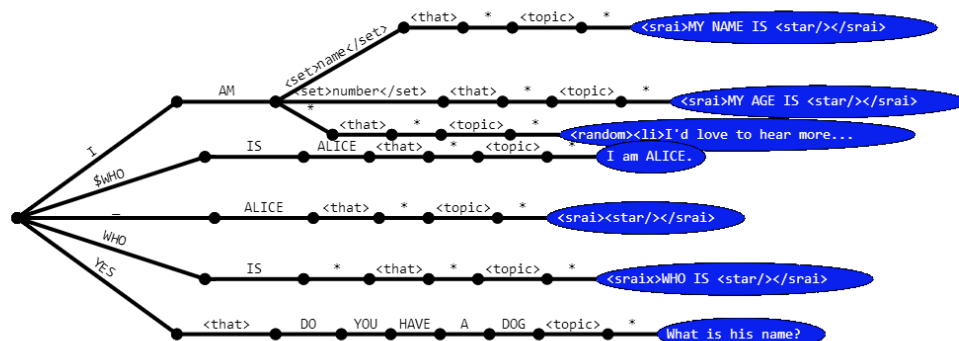 I AM <set>name</set> <that> * <topic> * <srai>MY NAME IS <star/></srai>
<set>number</set> <that> * <topic> * <srai>MY AGE IS <star/></srai>
* <that> * <topic> * <random><li>I'd love to hear more...
$WHO IS ALICE <that> * <topic> * I am ALICE.
_ ALICE <that> * <topic> * <srai><star/></srai>
WHO IS * <that> * <topic> * <sraix>WHO IS <star/></srai>
YES <that> DO YOU HAVE A DOG <topic> * What is his name?